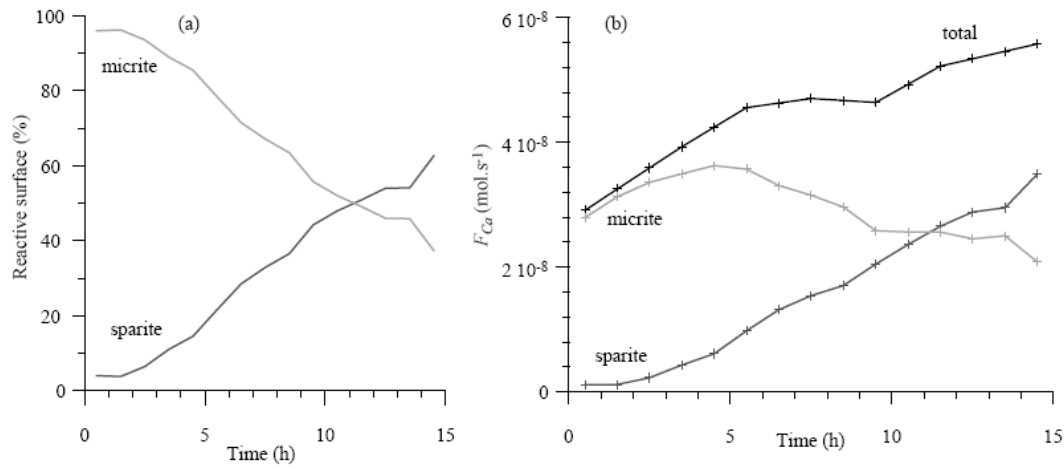 (a)
100
80
60
40
20
0
Reactive surface (%)
micrite
sparite
0 5 10 15
Time (h)
(b)
6 10⁻⁸
4 10⁻⁸
2 10⁻⁸
0
F_Ca (mol.s⁻¹)
total
micrite
sparite
0 5 10 15
Time (h)